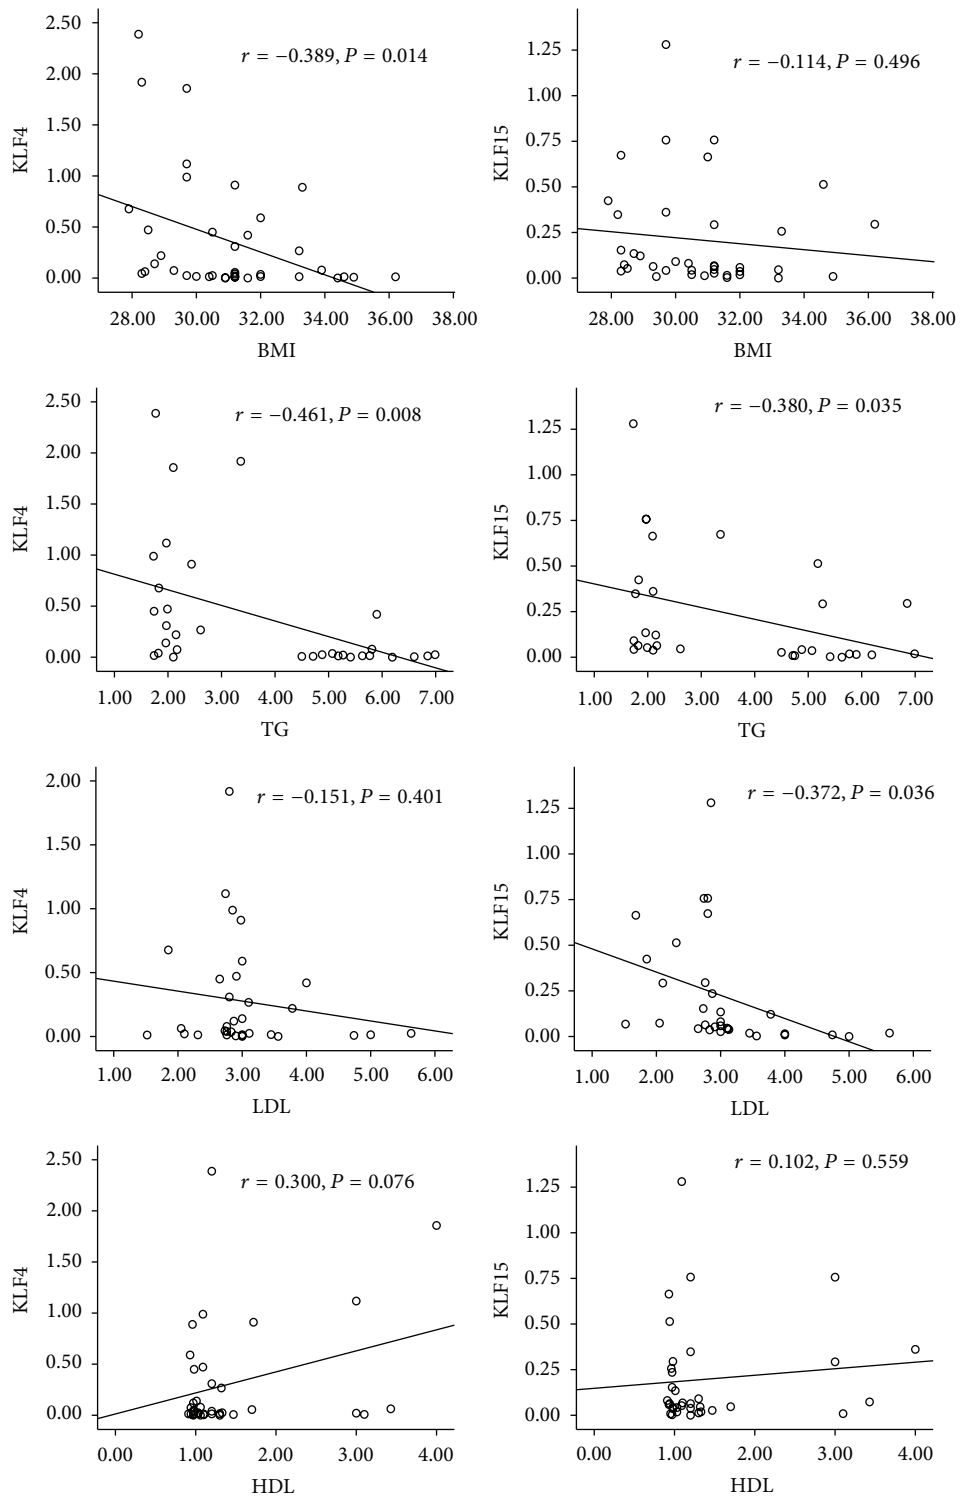 2.50
2.00
1.50
1.00
0.50
0.00
KLF4
r = −0.389, P = 0.014
28.00 30.00 32.00 34.00 36.00 38.00
BMI
1.25
1.00
0.75
0.50
0.25
0.00
KLF15
r = −0.114, P = 0.496
28.00 30.00 32.00 34.00 36.00 38.00
BMI
2.50
2.00
1.50
1.00
0.50
0.00
KLF4
r = −0.461, P = 0.008
1.00 2.00 3.00 4.00 5.00 6.00 7.00
TG
1.25
1.00
0.75
0.50
0.25
0.00
KLF15
r = −0.380, P = 0.035
1.00 2.00 3.00 4.00 5.00 6.00 7.00
TG
2.00
1.50
1.00
0.50
0.00
KLF4
r = −0.151, P = 0.401
1.00 2.00 3.00 4.00 5.00 6.00
LDL
1.25
1.00
0.75
0.50
0.25
0.00
KLF15
r = −0.372, P = 0.036
1.00 2.00 3.00 4.00 5.00 6.00
LDL
2.50
2.00
1.50
1.00
0.50
0.00
KLF4
r = 0.300, P = 0.076
0.00 1.00 2.00 3.00 4.00
HDL
1.25
1.00
0.75
0.50
0.25
0.00
KLF15
r = 0.102, P = 0.559
0.00 1.00 2.00 3.00 4.00
HDL